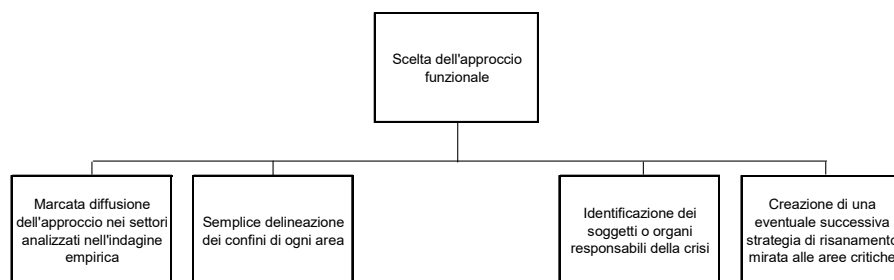 Scelta dell'approccio
funzionale
Marcata diffusione
dell'approccio nei settori
analizzati nell'indagine
empirica
Semplice delineazione
dei confini di ogni area
Identificazione dei
soggetti o organi
responsabili della crisi
Creazione di una
eventuale successiva
strategia di risanamento
mirata alle aree critiche